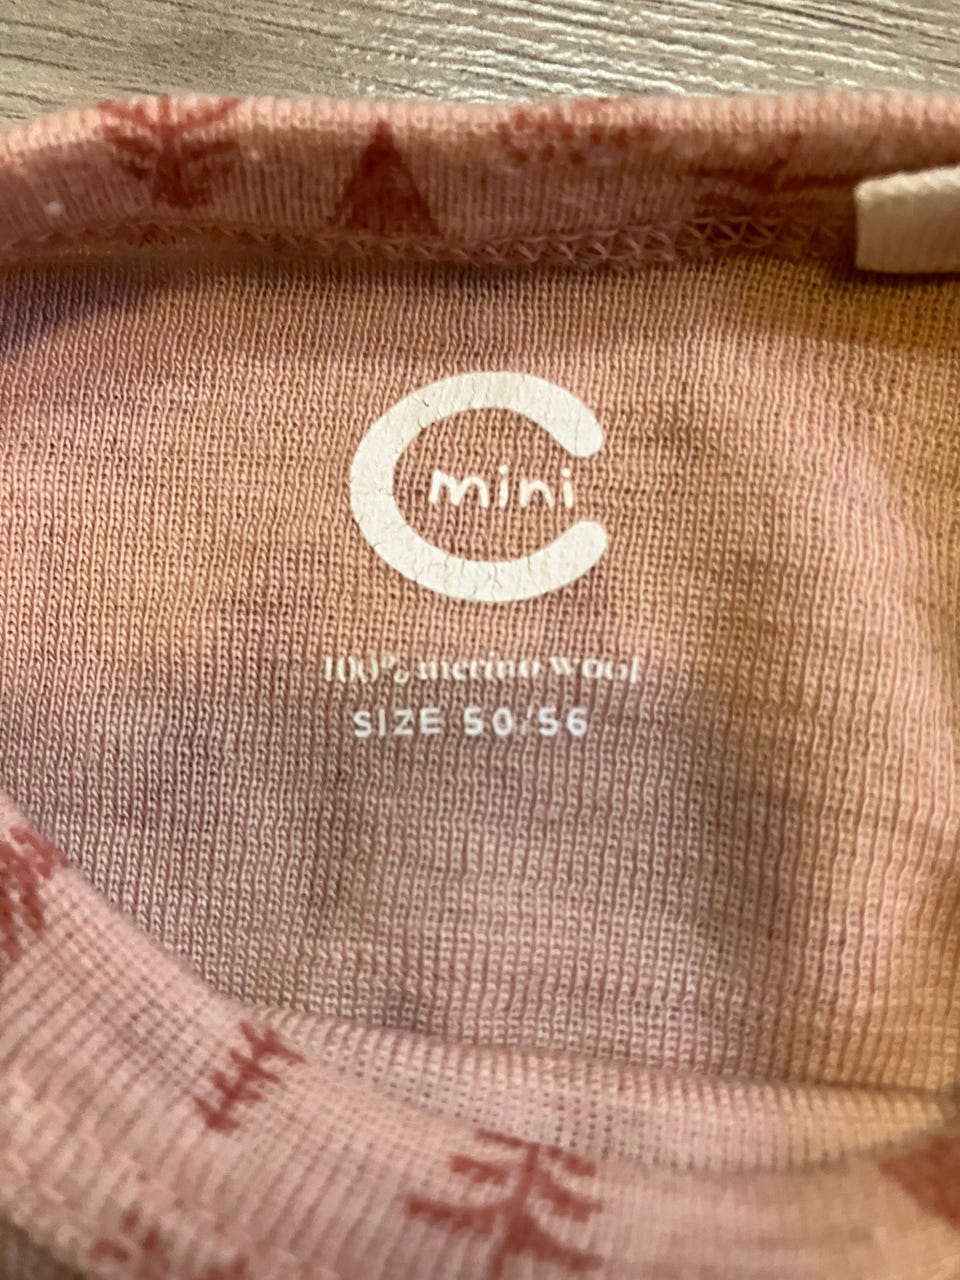 mini
100% merino wool
SIZE 50/56